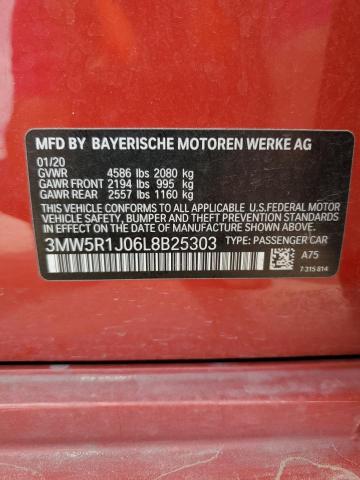 MFD BY BAYERISCHE MOTOREN WERKE AG
01/20
GVWR 4586 lbs 2080 kg
GAWR FRONT 2194 lbs 995 kg
GAWR REAR 2557 lbs 1160 kg
THIS VEHICLE CONFORMS TO ALL APPLICABLE U.S.FEDERAL MOTOR
VEHICLE SAFETY, BUMPER AND THEFT PREVENTION STANDARDS
IN EFFECT ON THE DATE OF MANUFACTURE SHOWN ABOVE.
3MW5R1J06L8B25303 TYPE: PASSENGER CAR
A75
7 315 814